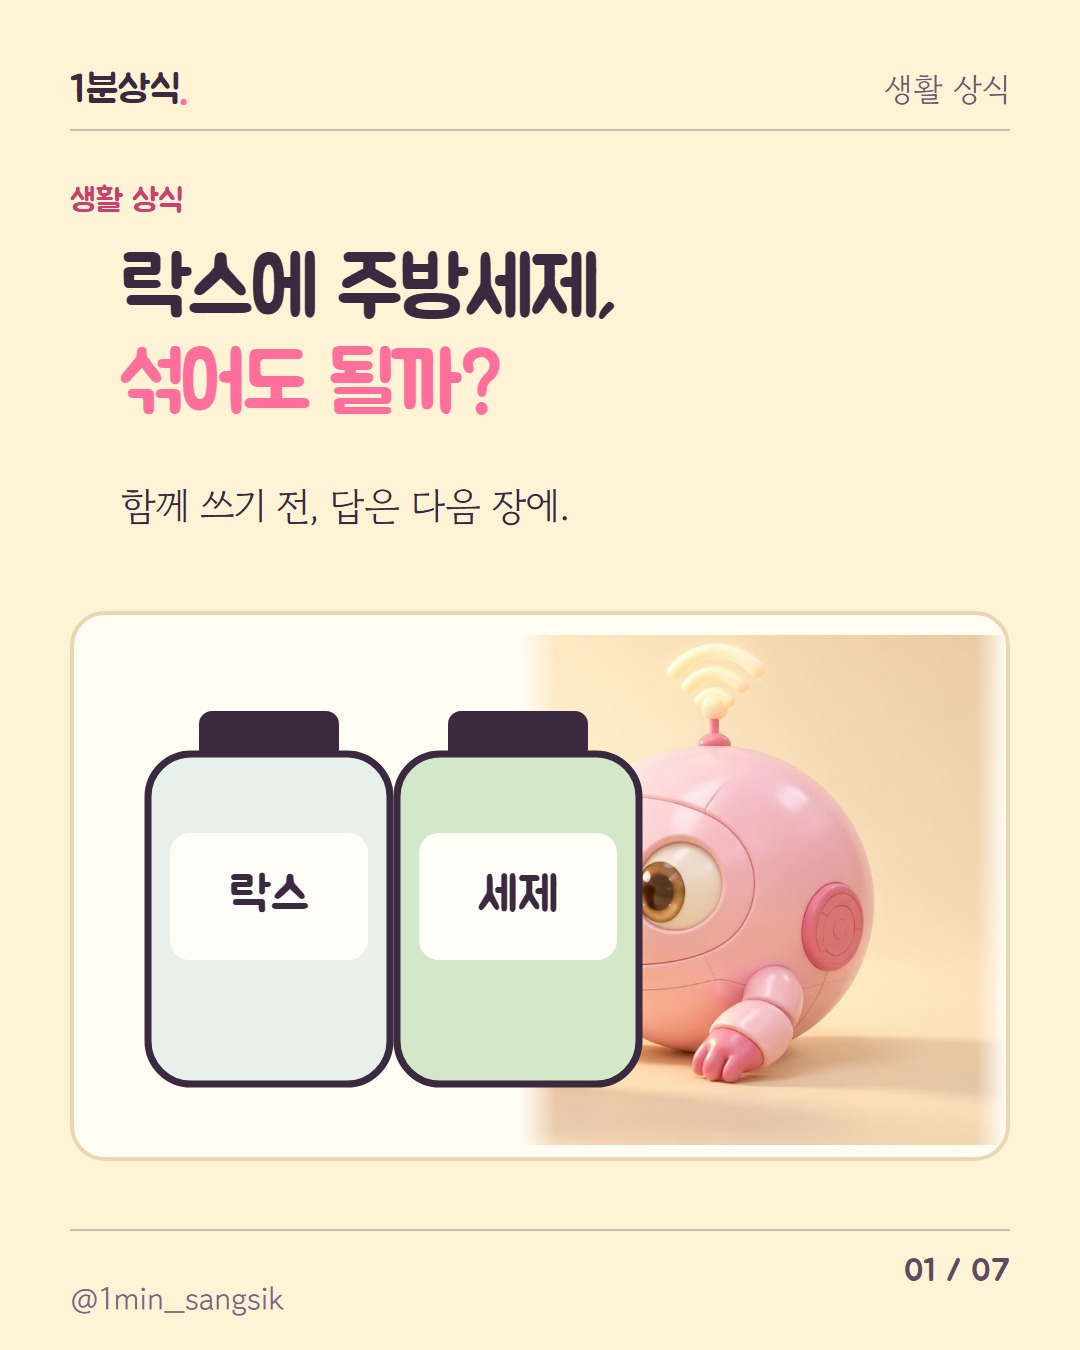 1분상식.
생활 상식
생활 상식
락스에 주방세제,
섞어도 될까?
함께 쓰기 전, 답은 다음 장에.
락스
세제
01 / 07
@1min_sangsik